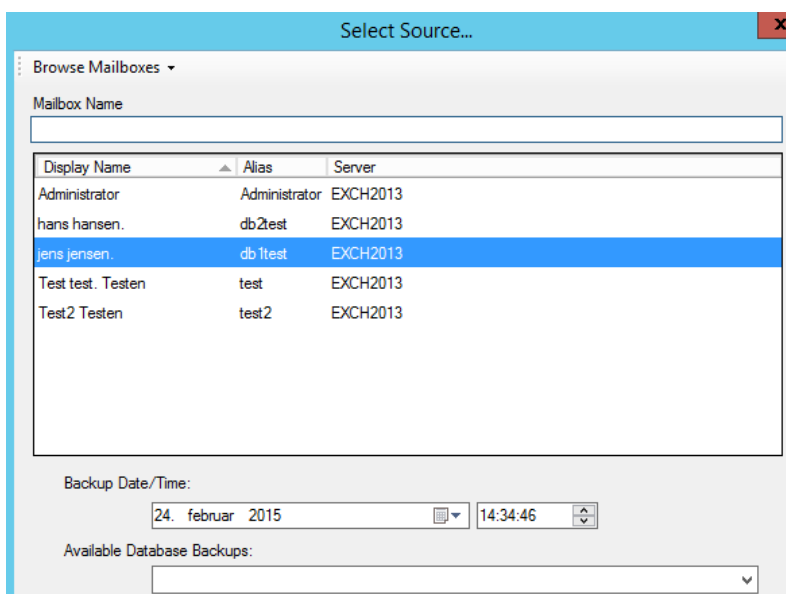 Select Source...
x
Browse Mailboxes
Mailbox Name
Display Name Alias Server
Administrator Administrator EXCH2013
hans hansen. db2test EXCH2013
jens jensen. db1test EXCH2013
Test test. Testen test EXCH2013
Test2 Testen test2 EXCH2013
Backup Date/Time:
24. februar 2015 14:34:46
Available Database Backups: